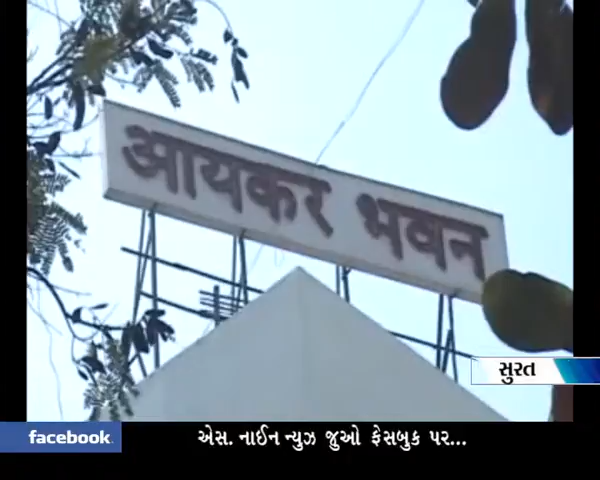 आयकर भवन
સુરત
facebook.
એસ. નાઈન ન્યુઝ જુઓ ફેસબુક પર...